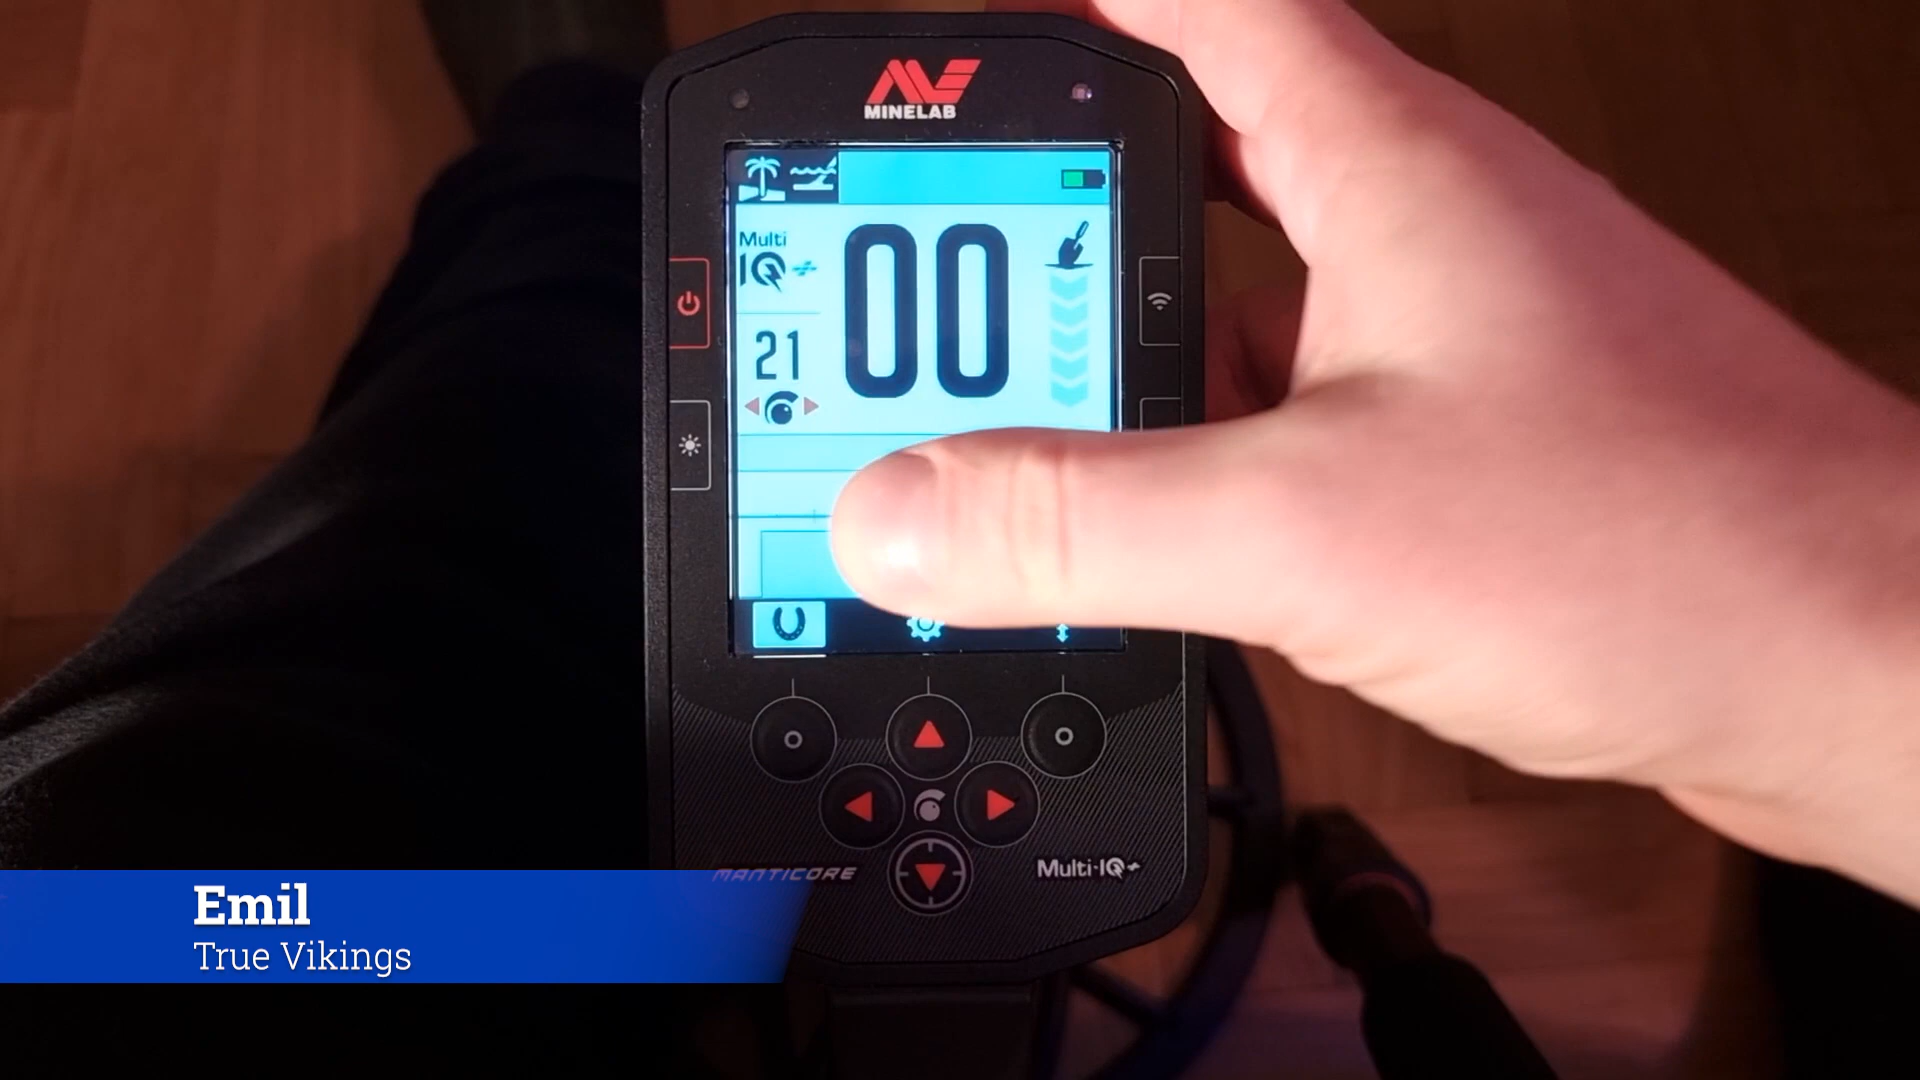 MINELAB
Multi
IQ+
00
21
MANTICORE
Multi-IQ+
Emil
True Vikings